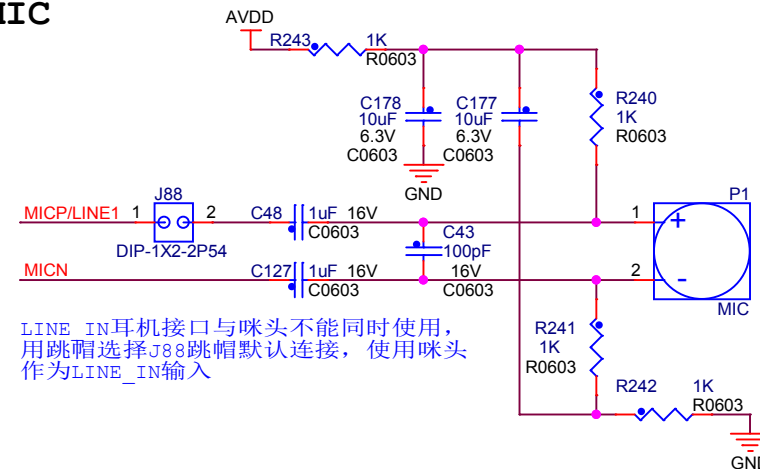 MIC
AVDD
R243
1K
R0603
C178
10uF
6.3V
C0603
C177
10uF
6.3V
C0603
R240
1K
R0603
GND
J88
P1
MICP/LINE1
1
2
C48
1uF
16V
C0603
1
+
DIP-1X2-2P54
C43
100pF
16V
C0603
MICN
C127
1uF
16V
C0603
2
-
MIC
LINE IN耳机接口与咪头不能同时使用，
用跳帽选择J88跳帽默认连接，使用咪头
作为LINE_IN输入
R241
1K
R0603
R242
1K
R0603
GND